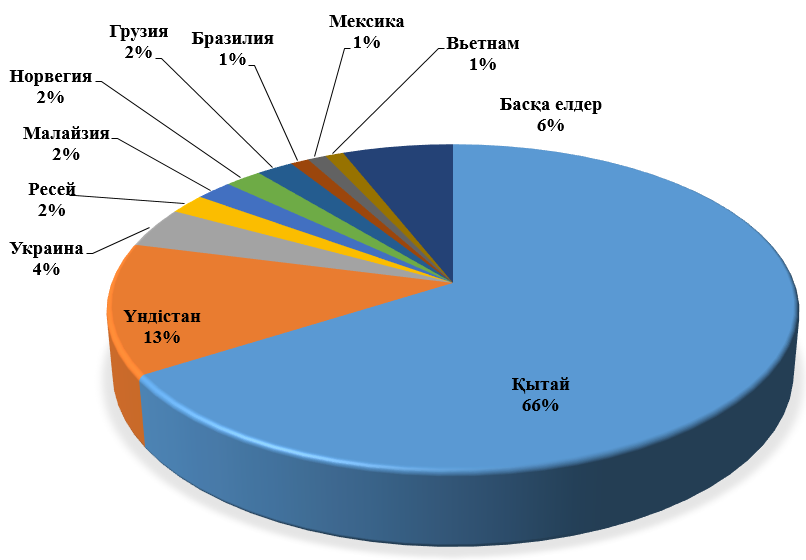 Мексика
1%
Грузия
2%
Бразилия
1%
Вьетнам
1%
Норвегия
2%
Басқа елдер
6%
Малайзия
2%
Ресей
2%
Украина
4%
Үндістан
13%
Қытай
66%